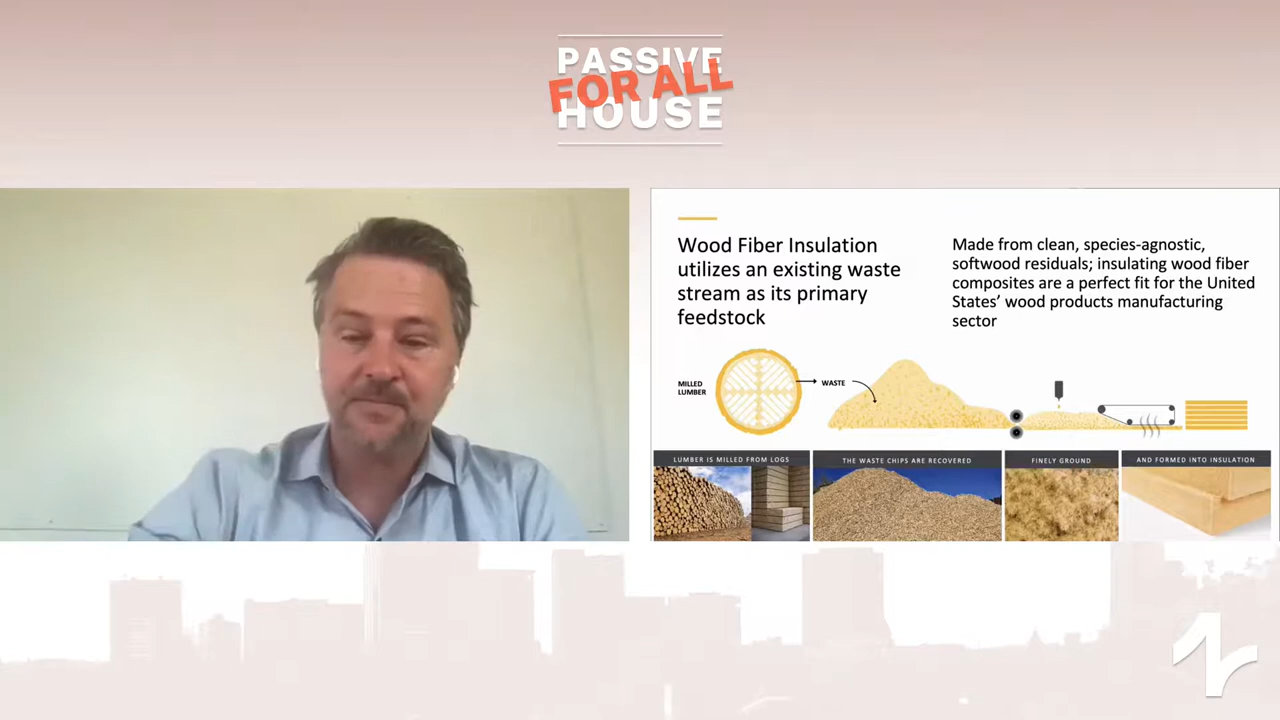 PASSIVE
FOR ALL
HOUSE
Wood Fiber Insulation
utilizes an existing waste
stream as its primary
feedstock
Made from clean, species-agnostic,
softwood residuals; insulating wood fiber
composites are a perfect fit for the United
States’ wood products manufacturing
sector
MILLED
LUMBER
WASTE
LUMBER IS MILLED FROM LOGS
THE WASTE CHIPS ARE RECOVERED
FINELY GROUND
AND FORMED INTO INSULATION